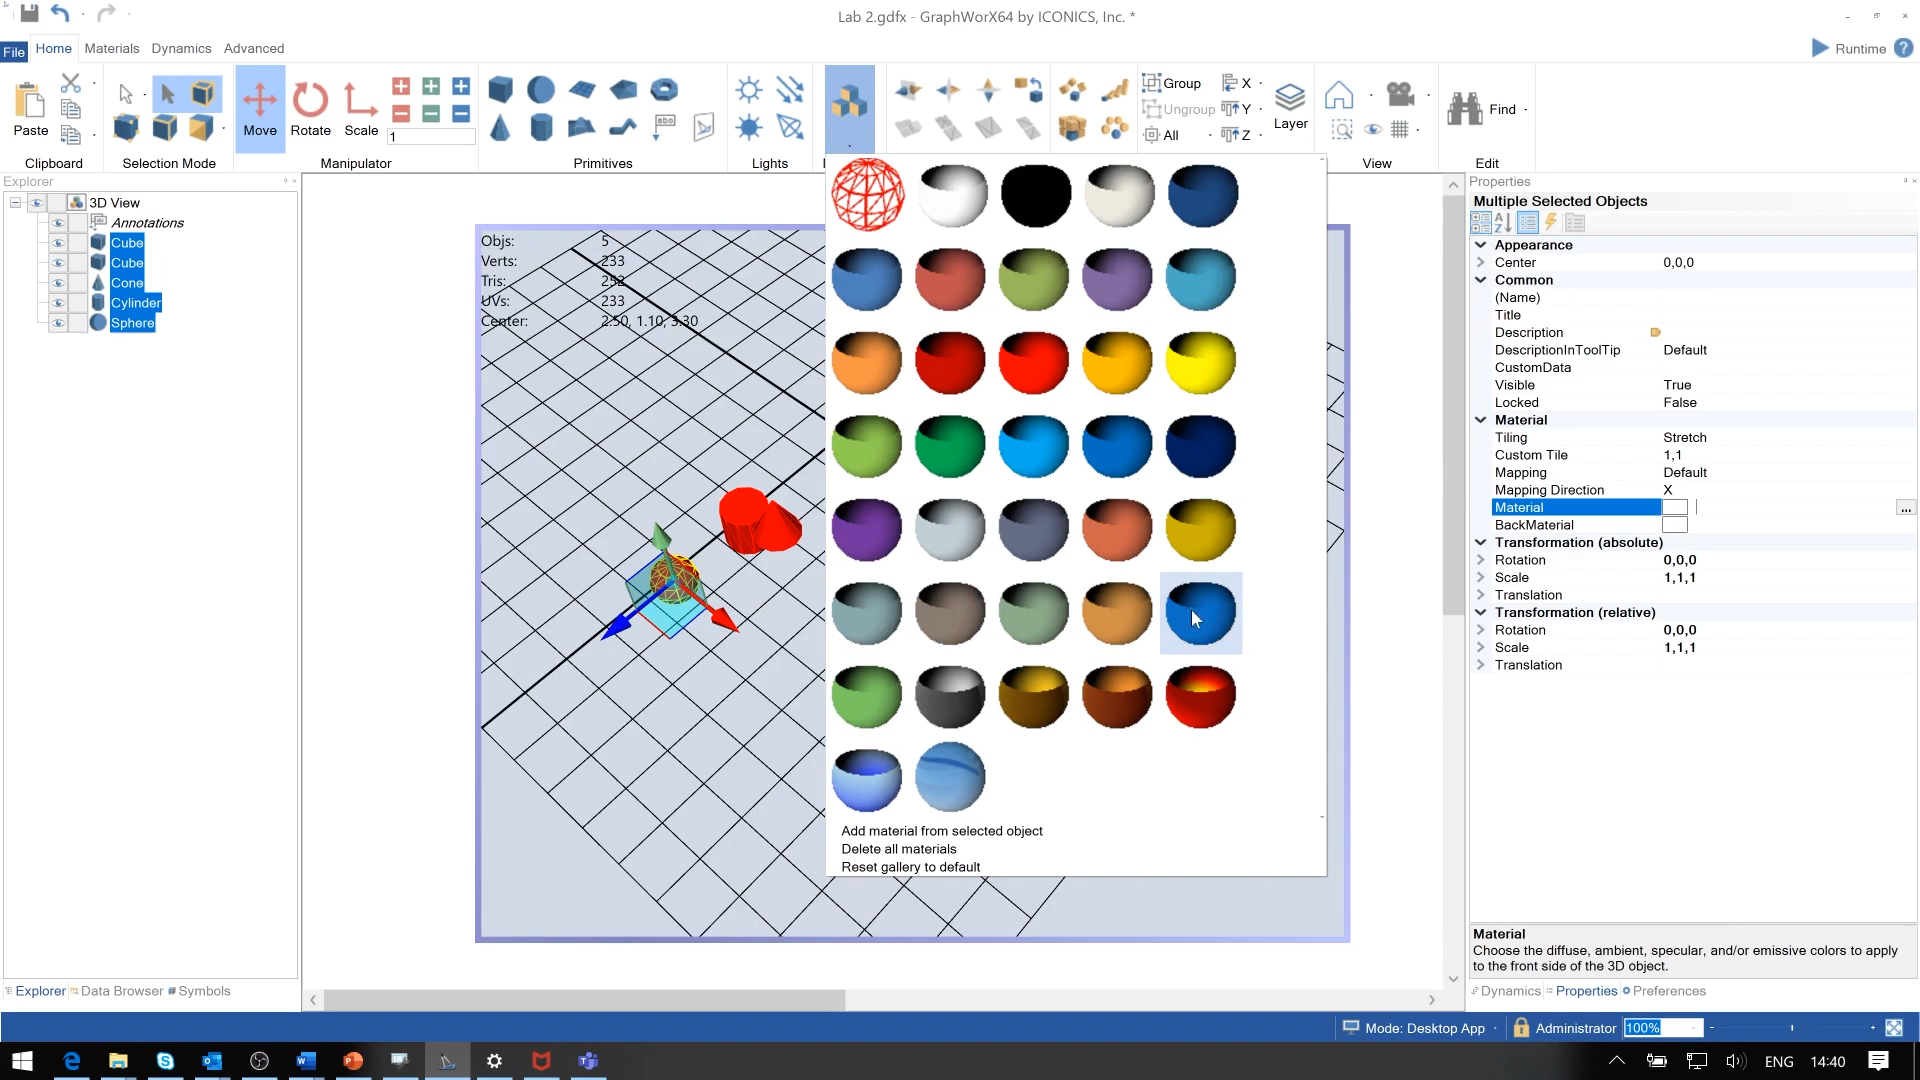 Lab 2.gdfx - GraphWorX64 by ICONICS, Inc. *
File Home Materials Dynamics Advanced
Runtime
Paste
Move Rotate Scale
1
abc
Group
Ungroup
All
X
Y
Z
Layer
Find
Clipboard Selection Mode Manipulator Primitives Lights View Edit
Explorer
3D View
Annotations
Cube
Cube
Cone
Cylinder
Sphere
Objs: 5
Verts: 233
Tris: 252
UVs: 233
Center: 2.50, 1.10, 3.30
Add material from selected object
Delete all materials
Reset gallery to default
Properties
Multiple Selected Objects
Appearance
Center 0,0,0
Common
(Name)
Title
Description
DescriptionInToolTip Default
CustomData
Visible True
Locked False
Material
Tiling Stretch
Custom Tile 1,1
Mapping Default
Mapping Direction X
Material ...
BackMaterial
Transformation (absolute)
Rotation 0,0,0
Scale 1,1,1
Translation
Transformation (relative)
Rotation 0,0,0
Scale 1,1,1
Translation
Material
Choose the diffuse, ambient, specular, and/or emissive colors to apply
to the front side of the 3D object.
Explorer Data Browser Symbols
Dynamics Properties Preferences
Mode: Desktop App Administrator 100%
ENG 14:40